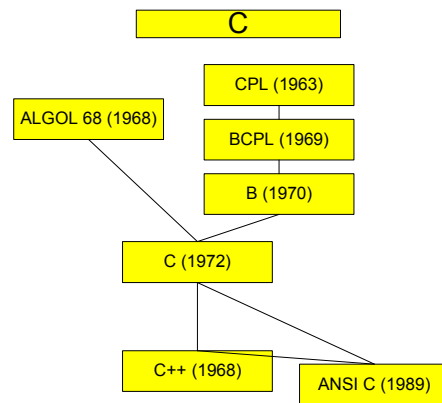 C
CPL (1963)
ALGOL 68 (1968)
BCPL (1969)
B (1970)
C (1972)
C++ (1968)
ANSI C (1989)